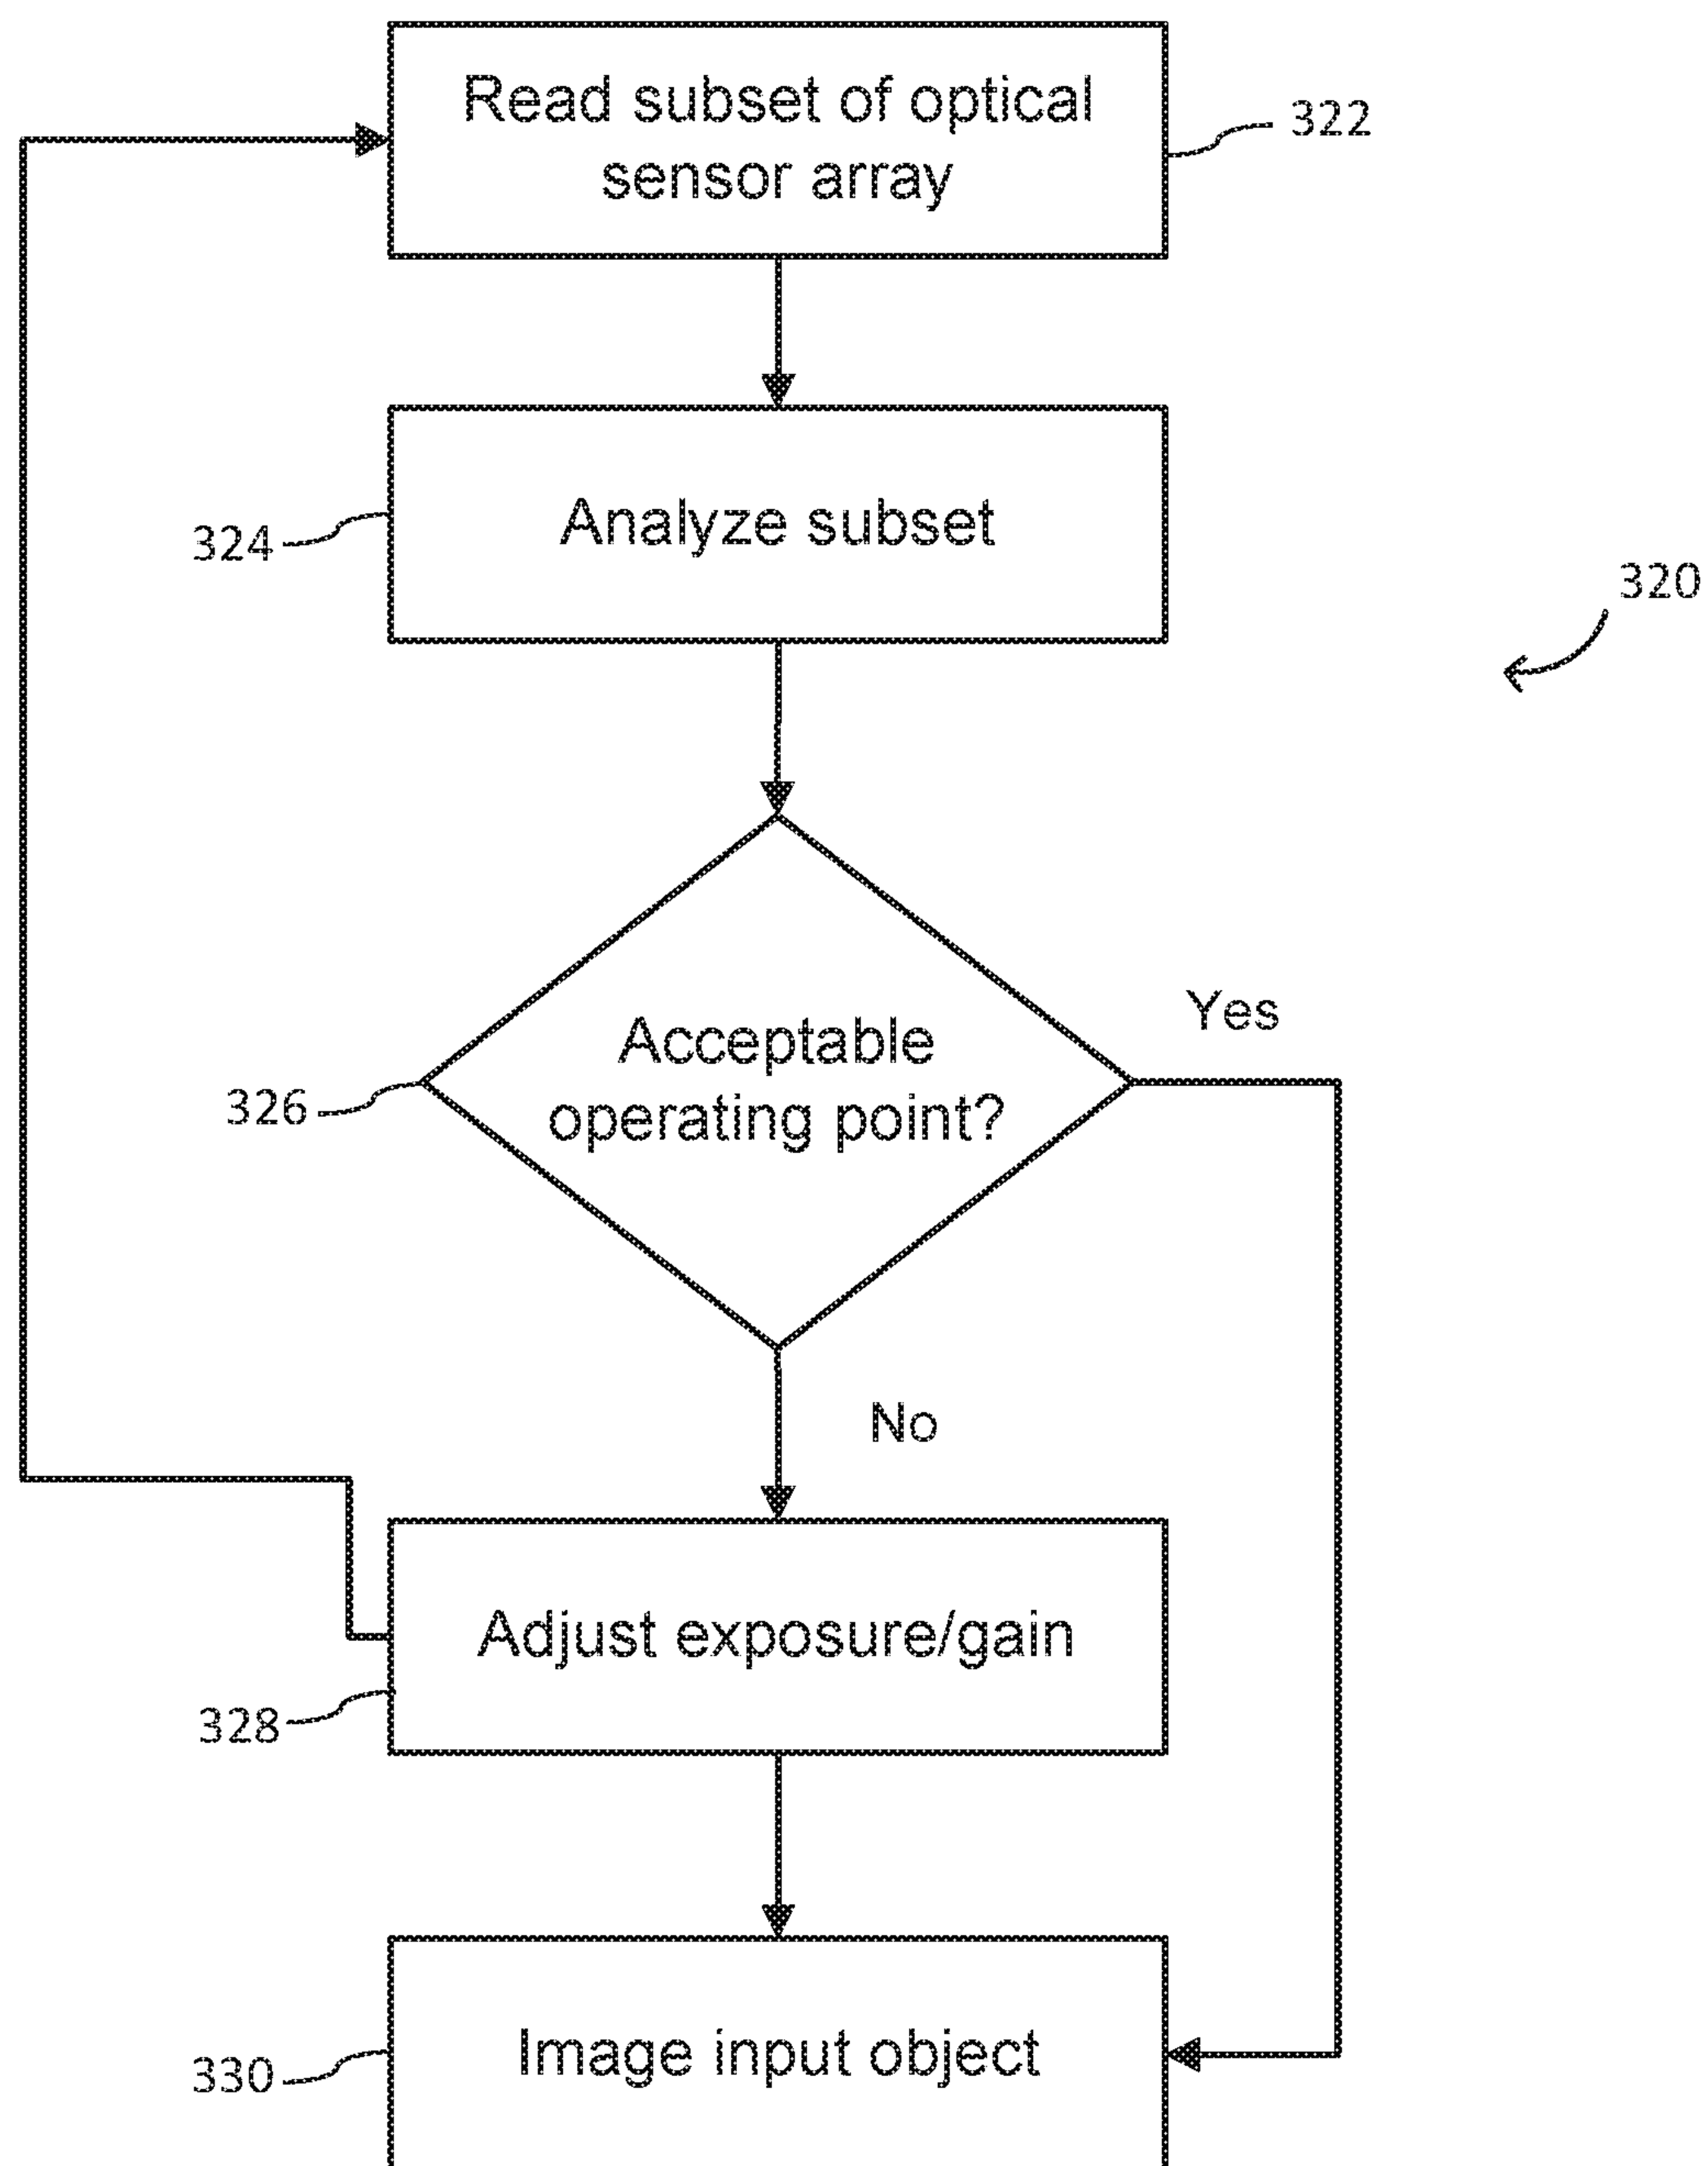 Read subset of optical
sensor array
322
Analyze subset
324
320
Yes
Acceptable
operating point?
326
No
Adjust exposure/gain
328
Image input object
330